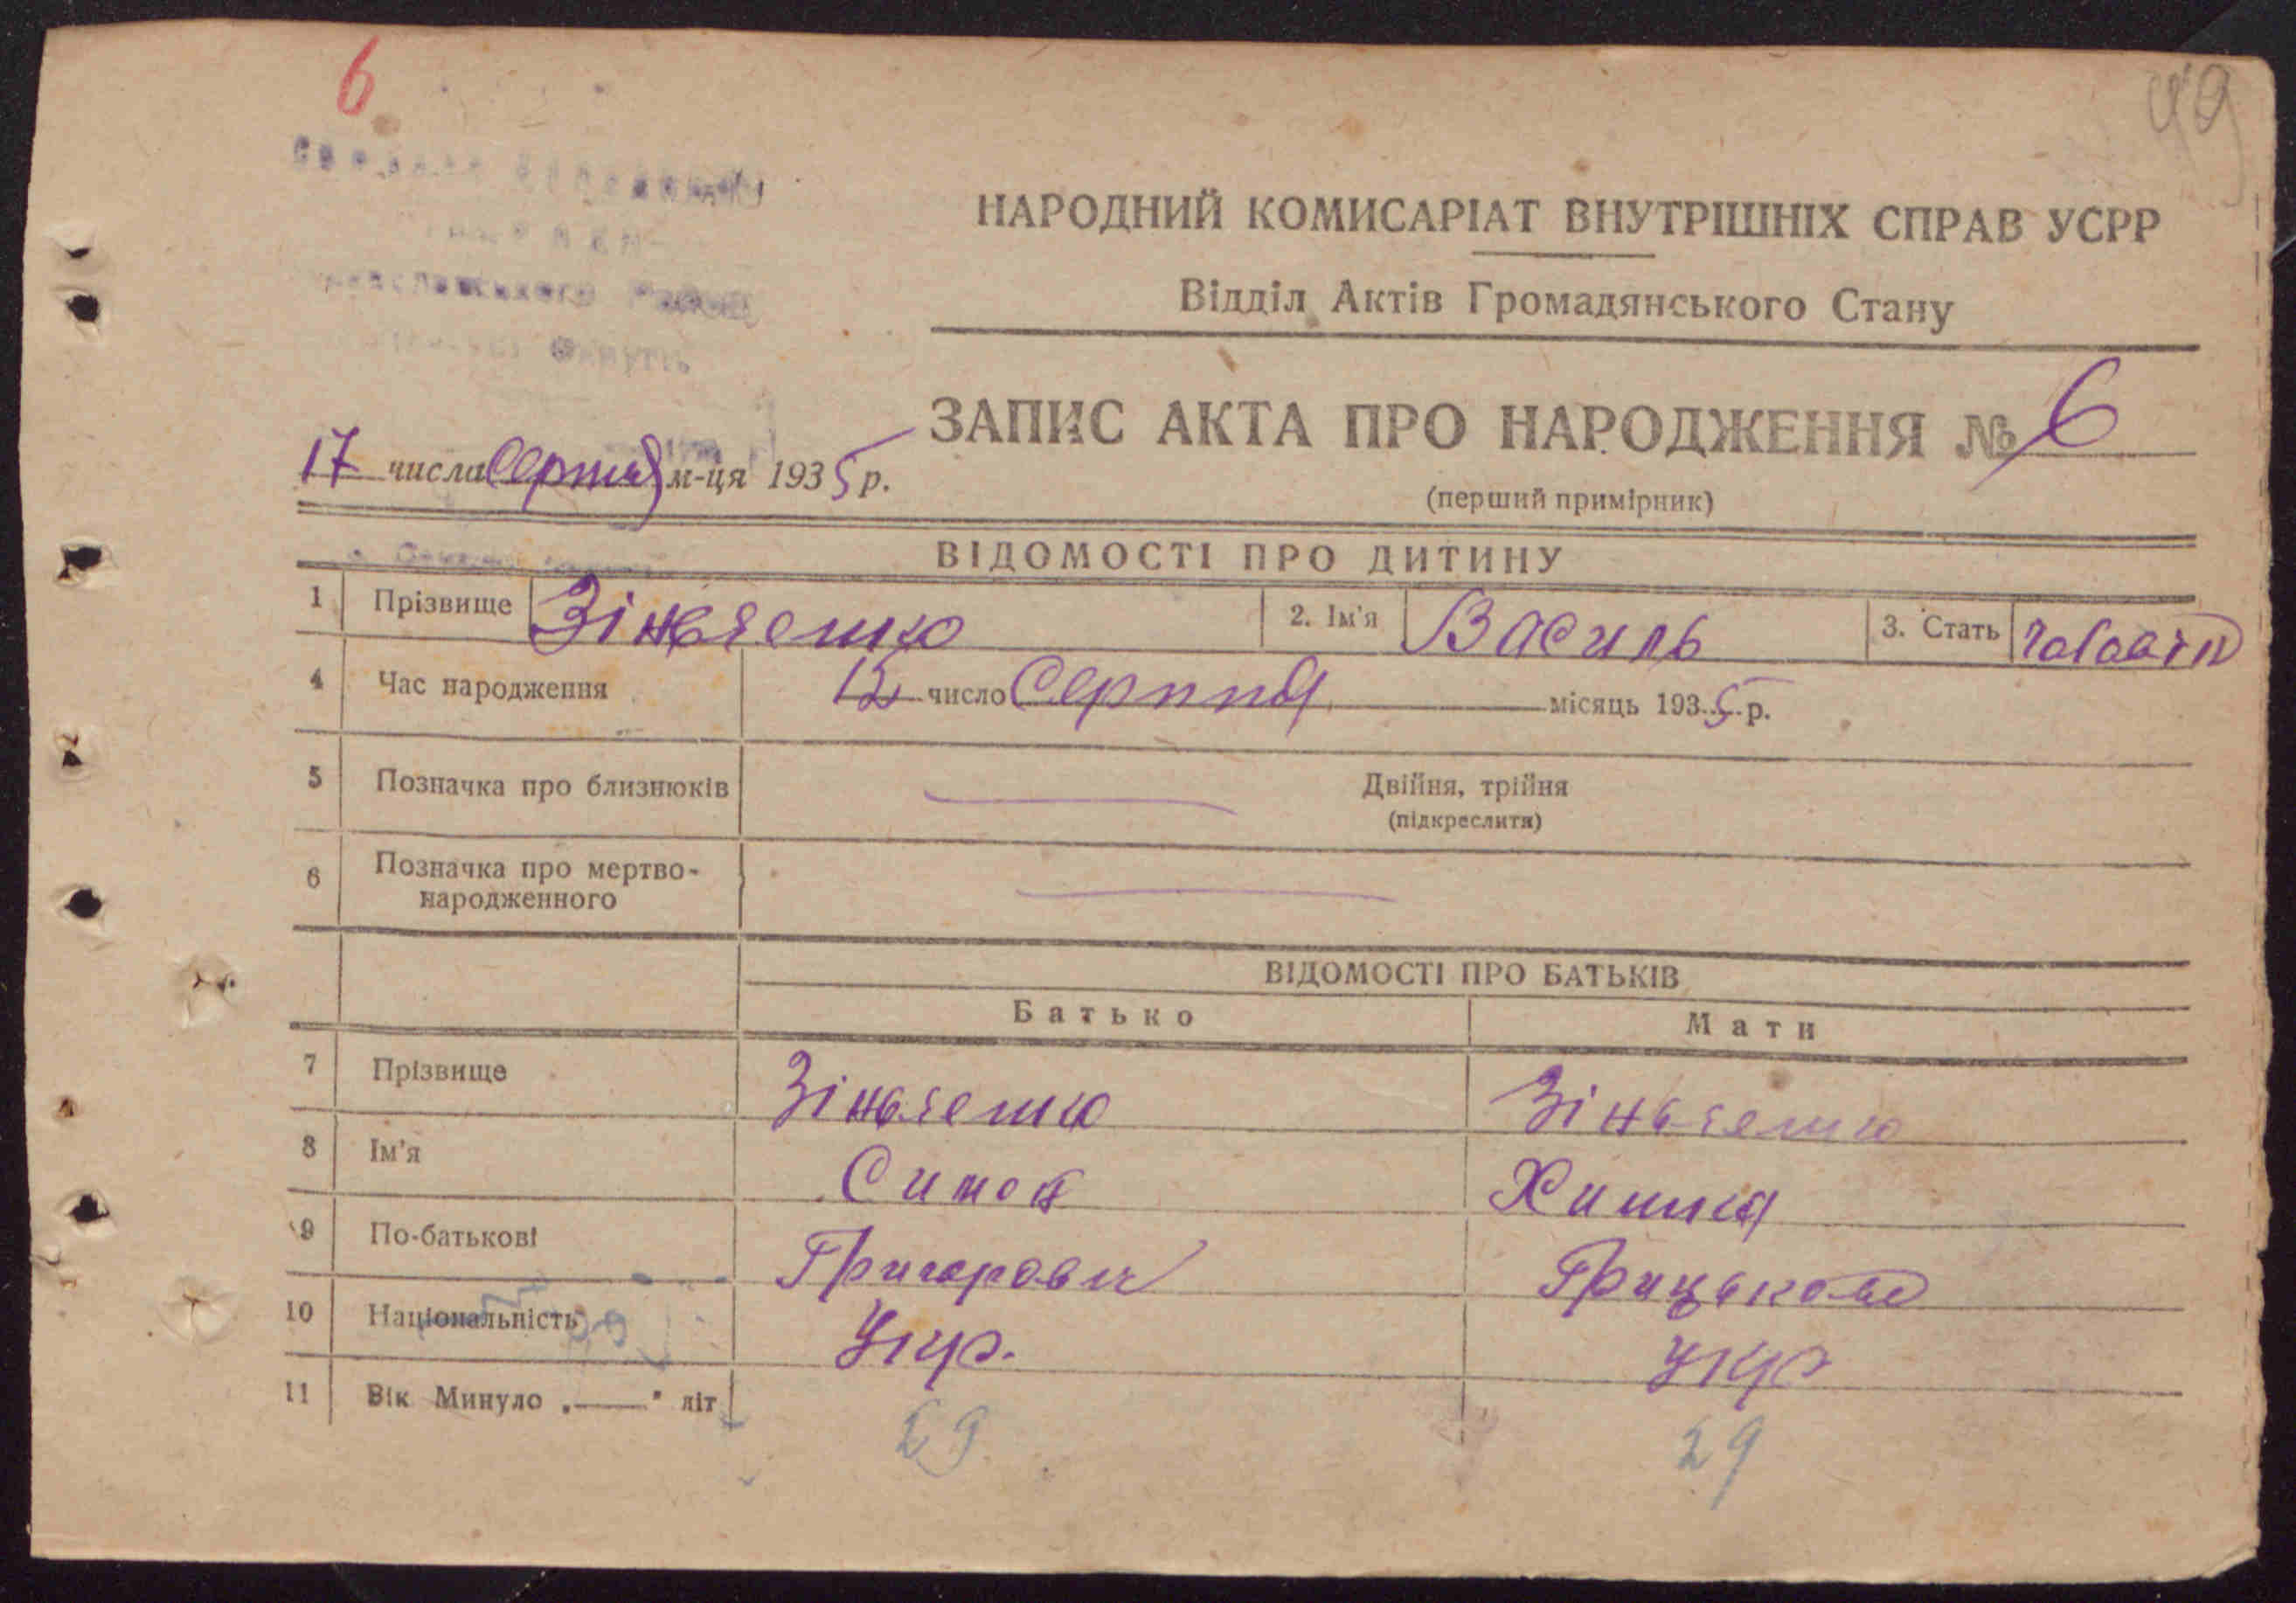 6
49
НАРОДНИЙ КОМИСАРІАТ ВНУТРІШНІХ СПРАВ УСРР
Відділ Актів Громадянського Стану
ЗАПИС АКТА ПРО НАРОДЖЕННЯ № 6
17 числа Серпня м-ця 1935 р.
(перший примірник)
ВІДОМОСТІ ПРО ДИТИНУ
1 Прізвище Зінченко 2. Ім'я Василь 3. Стать чоловік
4 Час народження 12 число Серпня місяць 1935 р.
5 Позначка про близнюків Двійня, трійня
(підкреслити)
6 Позначка про мертво-
народженного
ВІДОМОСТІ ПРО БАТЬКІВ
Батько Мати
7 Прізвище Зінченко Зінченко
8 Ім'я Симон Химка
9 По-батькові Григорович
10 Національність Укр. Укр
11 Вік Минуло „—" літ 29 29